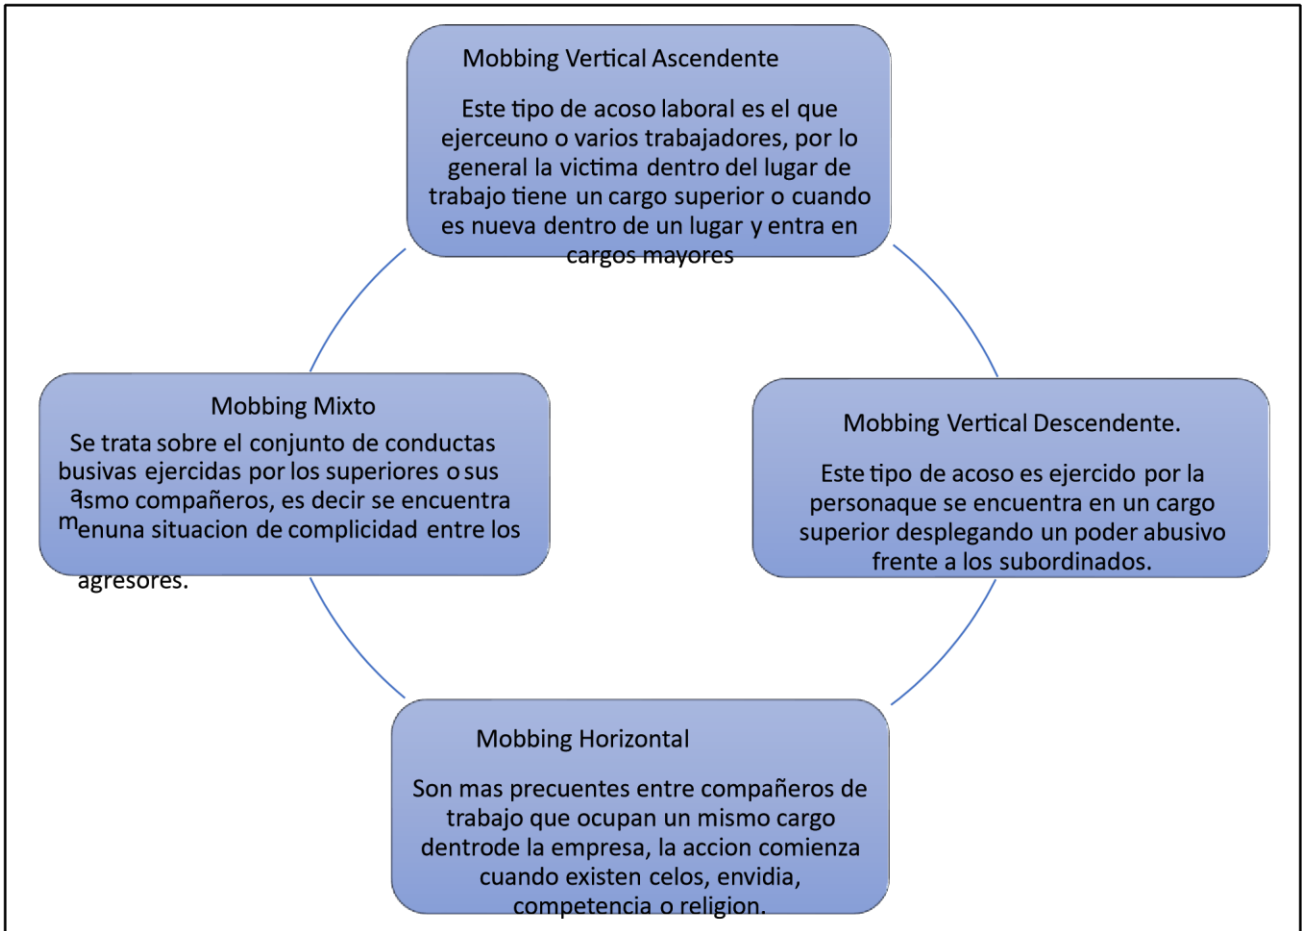 Mobbing Vertical Ascendente
Este tipo de acoso laboral es el que
ejerceuno o varios trabajadores, por lo
general la victima dentro del lugar de
trabajo tiene un cargo superior o cuando
es nueva dentro de un lugar y entra en
cargos mayores
Mobbing Mixto
Se trata sobre el conjunto de conductas
busivas ejercidas por los superiores o sus
aismo compañeros, es decir se encuentra
menuna situacion de complicidad entre los
agresores.
Mobbing Vertical Descendente.
Este tipo de acoso es ejercido por la
personaque se encuentra en un cargo
superior desplegando un poder abusivo
frente a los subordinados.
Mobbing Horizontal
Son mas precuentes entre compañeros de
trabajo que ocupan un mismo cargo
dentrode la empresa, la accion comienza
cuando existen celos, envidia,
competencia o religion.